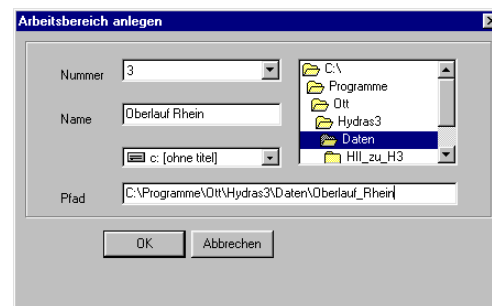 Arbeitsbereich anlegen
Nummer
3
Name
Oberlauf Rhein
c: [ohne titel]
C:\
Programme
Ott
Hydras3
Daten
HII_zu_H3
Pfad
C:\Programme\Ott\Hydras3\Daten\Oberlauf_Rhein
OK
Abbrechen